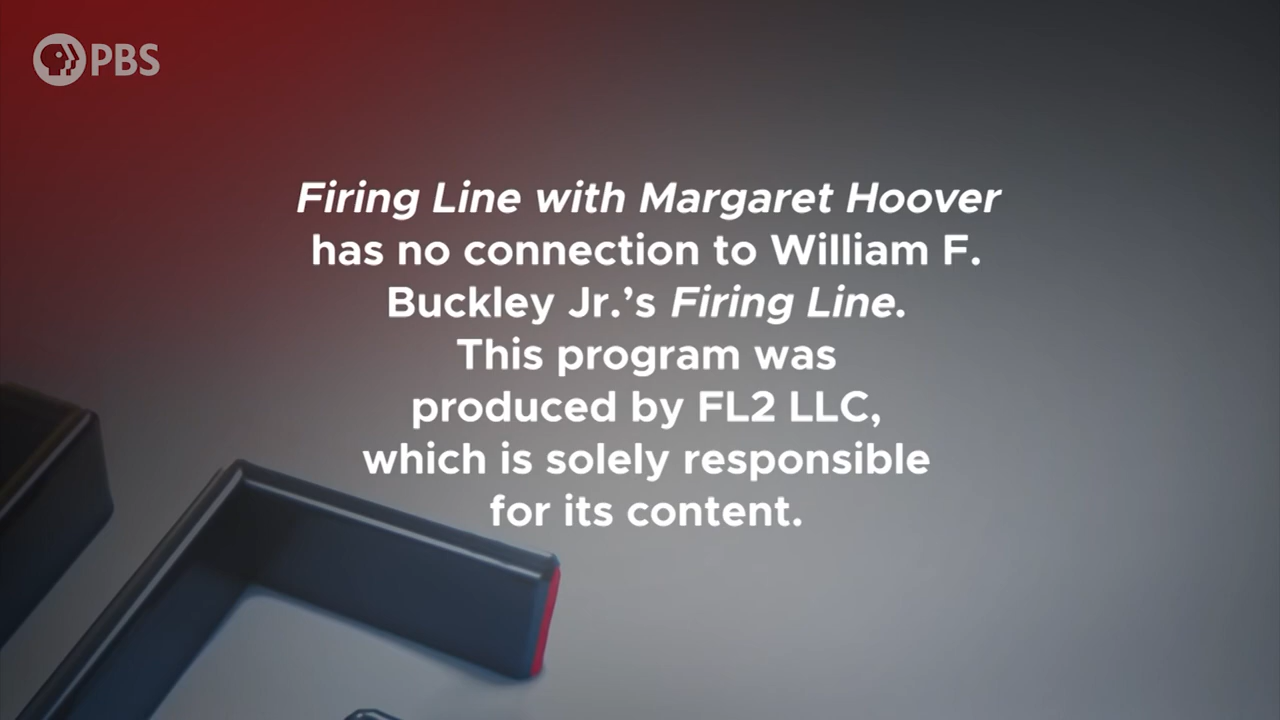 PBS
Firing Line with Margaret Hoover
has no connection to William F.
Buckley Jr.’s Firing Line.
This program was
produced by FL2 LLC,
which is solely responsible
for its content.